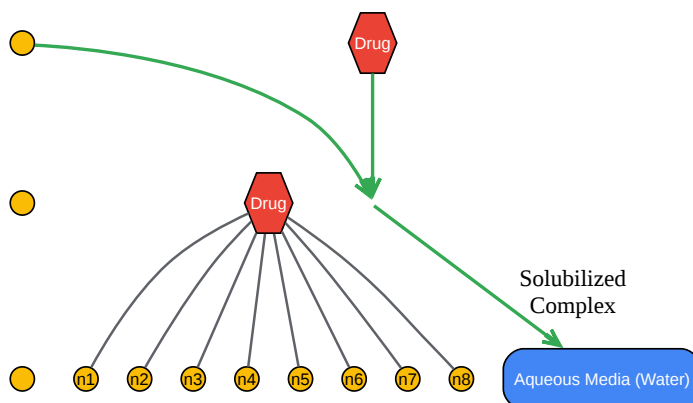 Drug
Drug
Solubilized
Complex
n1 n2 n3 n4 n5 n6 n7 n8
Aqueous Media (Water)